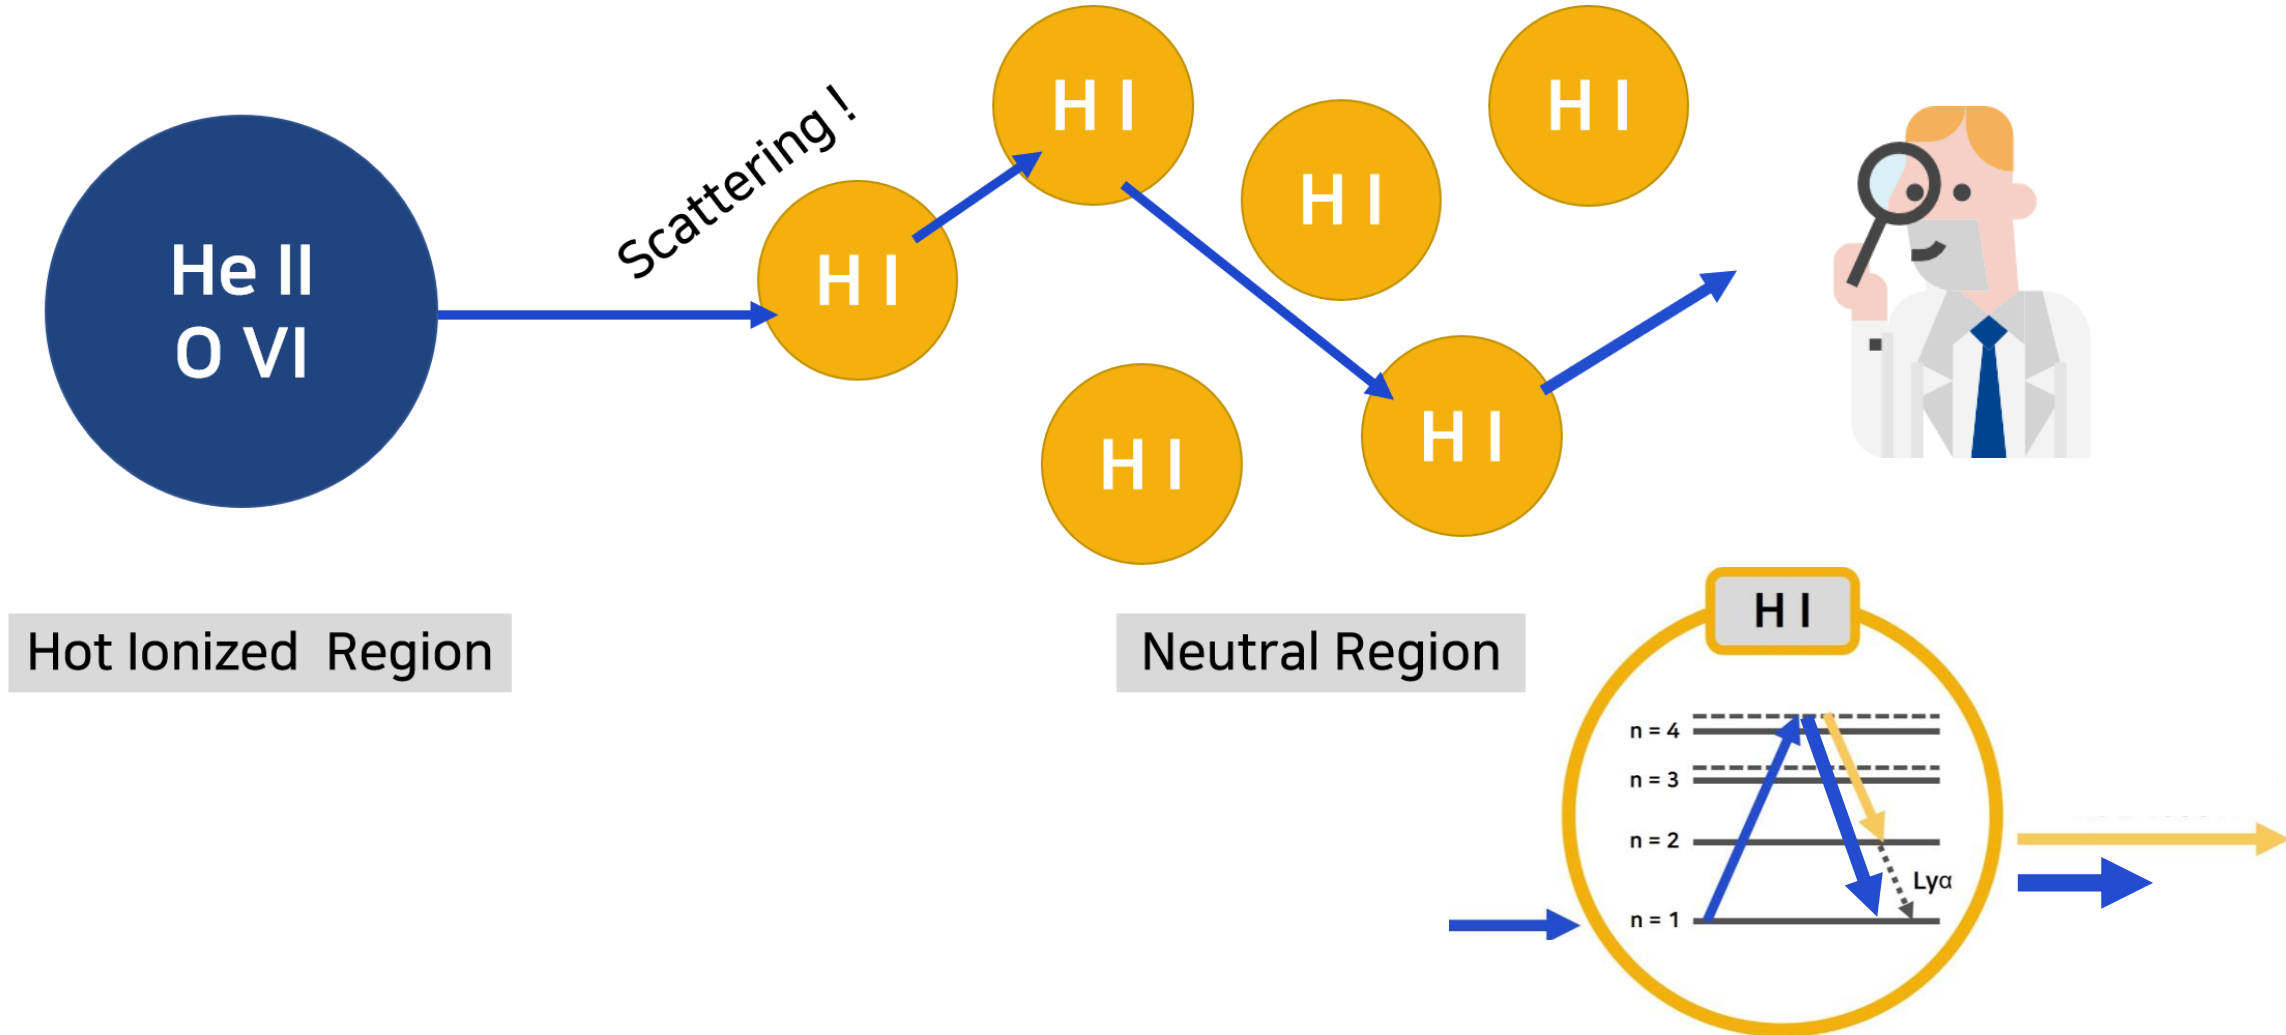 He II
O VI
Scattering !
H I
H I
H I
H I
H I
H I
Hot Ionized Region
Neutral Region
H I
n = 4
n = 3
n = 2
Lyα
n = 1